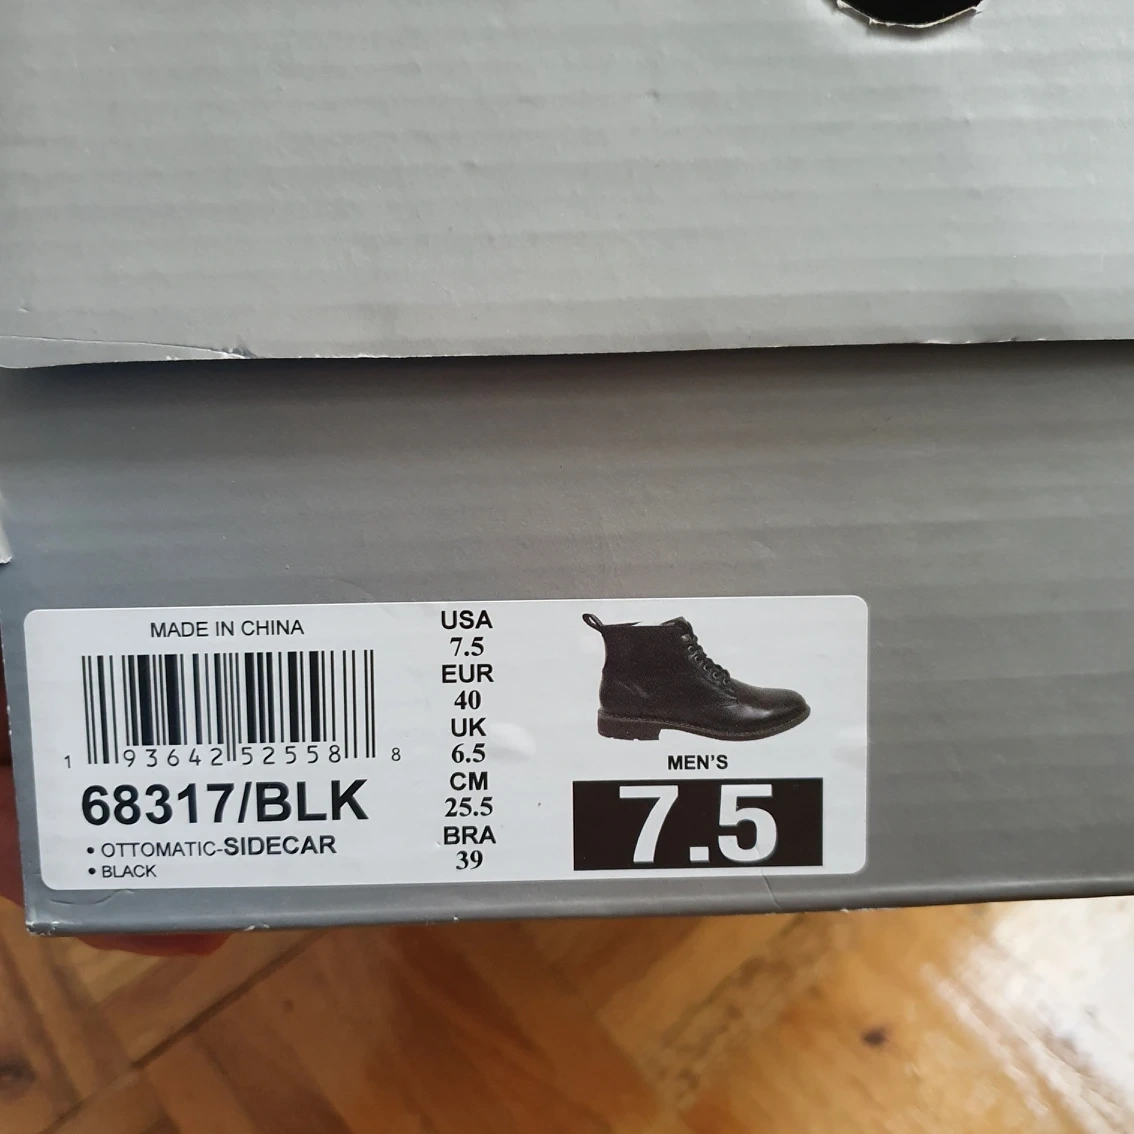 MADE IN CHINA
1 93642 52558 8
68317/BLK
• OTTOMATIC-SIDECAR
• BLACK
USA
7.5
EUR
40
UK
6.5
CM
25.5
BRA
39
MEN'S
7.5